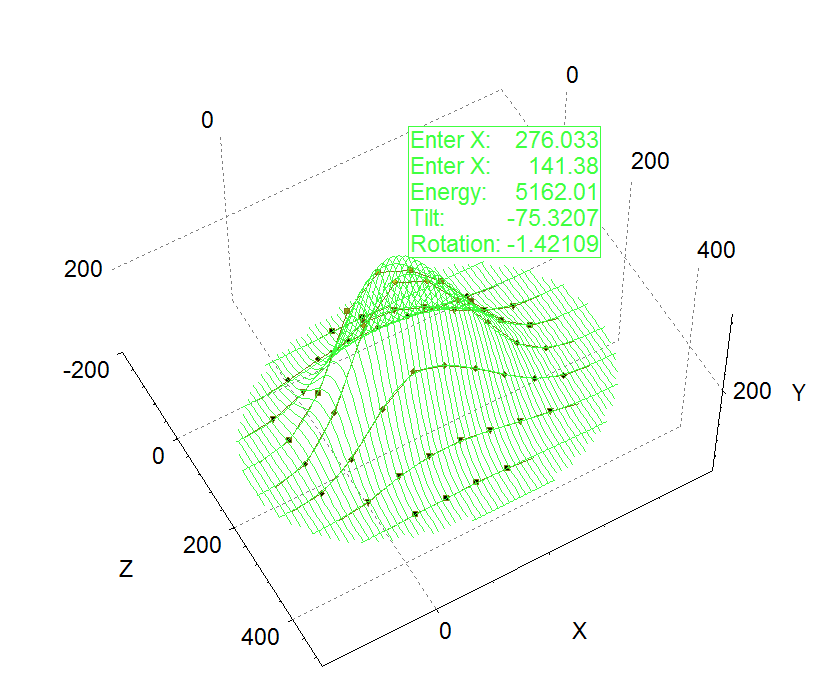 0
0
Enter X: 276.033
Enter X: 141.38
Energy: 5162.01
Tilt: -75.3207
Rotation: -1.42109
200
400
200
-200
200
Y
0
200
Z
400
0
X